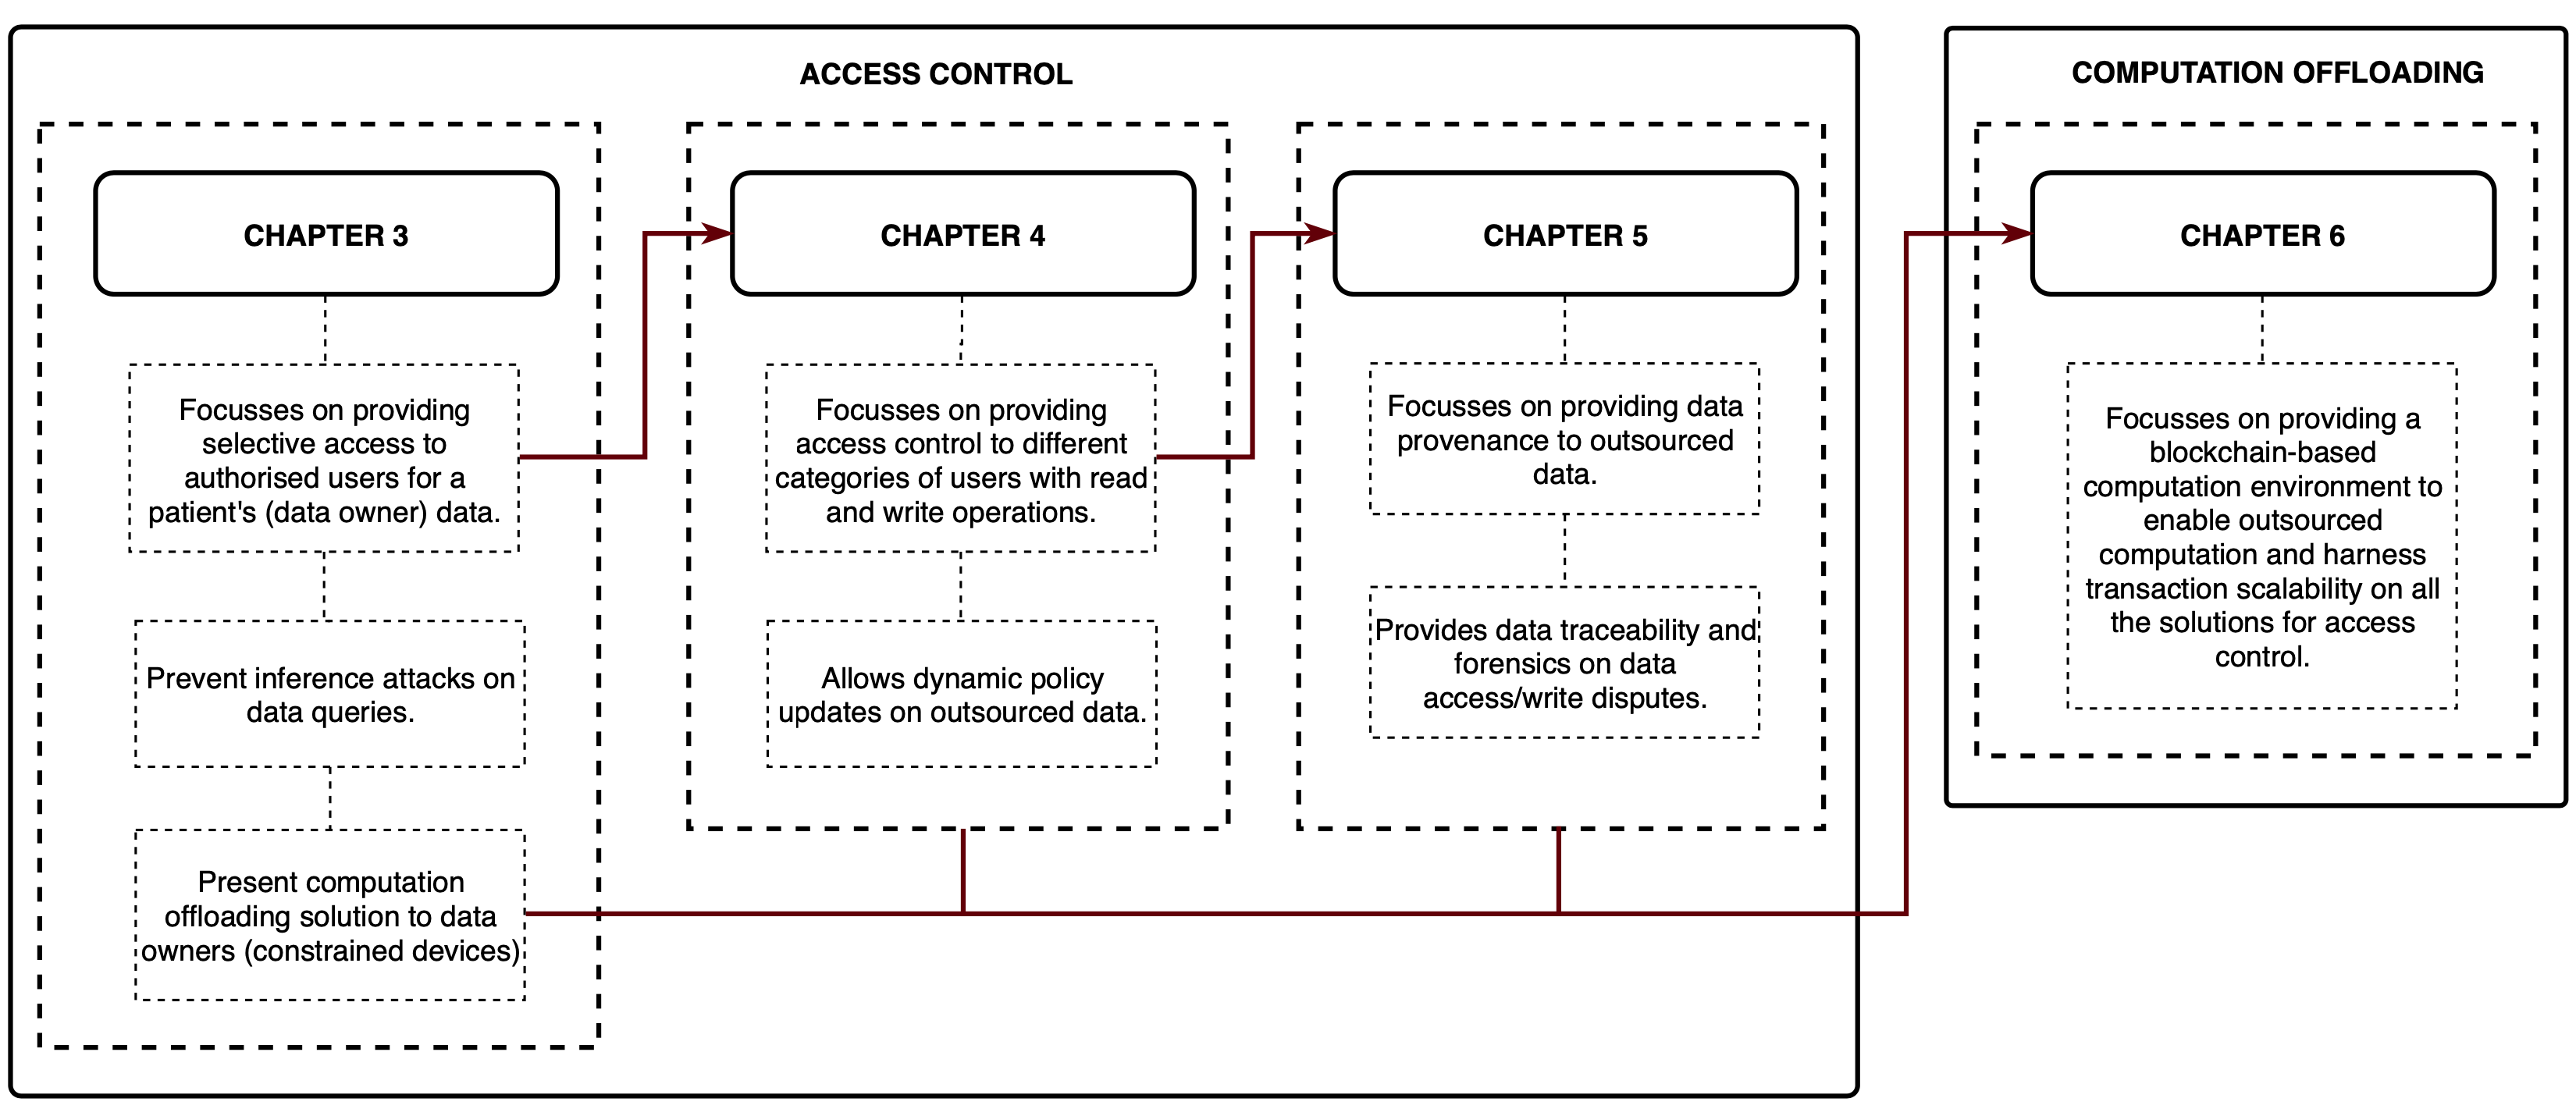 ACCESS CONTROL
CHAPTER 3
Focusses on providing
selective access to
authorised users for a
patient's (data owner) data.
Prevent inference attacks on
data queries.
Present computation
offloading solution to data
owners (constrained devices)
CHAPTER 4
Focusses on providing
access control to different
categories of users with read
and write operations.
Allows dynamic policy
updates on outsourced data.
CHAPTER 5
Focusses on providing data
provenance to outsourced
data.
Provides data traceability and
forensics on data
access/write disputes.
COMPUTATION OFFLOADING
CHAPTER 6
Focusses on providing a
blockchain-based
computation environment to
enable outsourced
computation and harness
transaction scalability on all
the solutions for access
control.